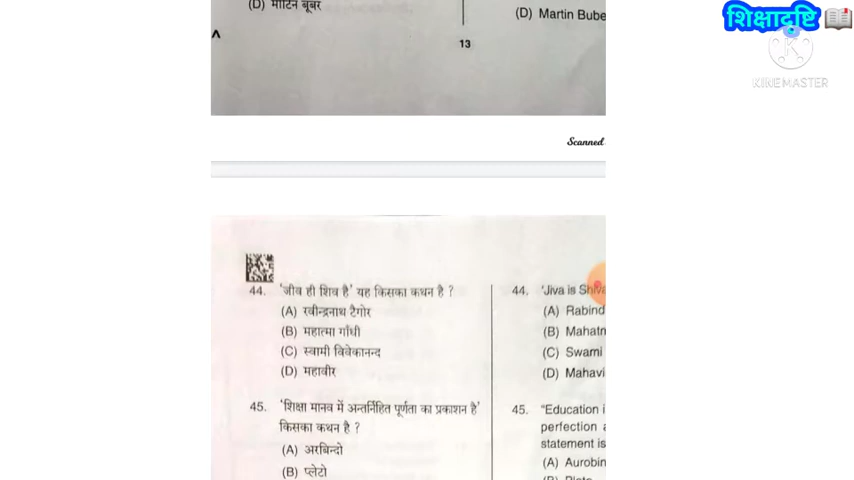 (D) मार्टिन बूबर
(D) Martin Bube
शिक्षादृष्टि
KINEMASTER
13
Scanned
44. 'जीव ही शिव है' यह किसका कथन है ?
(A) रवीन्द्रनाथ टैगोर
(B) महात्मा गाँधी
(C) स्वामी विवेकानन्द
(D) महावीर
45. 'शिक्षा मानव में अन्तर्निहित पूर्णता का प्रकाशन है'
किसका कथन है ?
(A) अरबिन्दो
(B) प्लेटो
44. 'Jiva is Shiva
(A) Rabind
(B) Mahatn
(C) Swami
(D) Mahavi
45. "Education i
perfection a
statement is
(A) Aurobin
(B) Plato